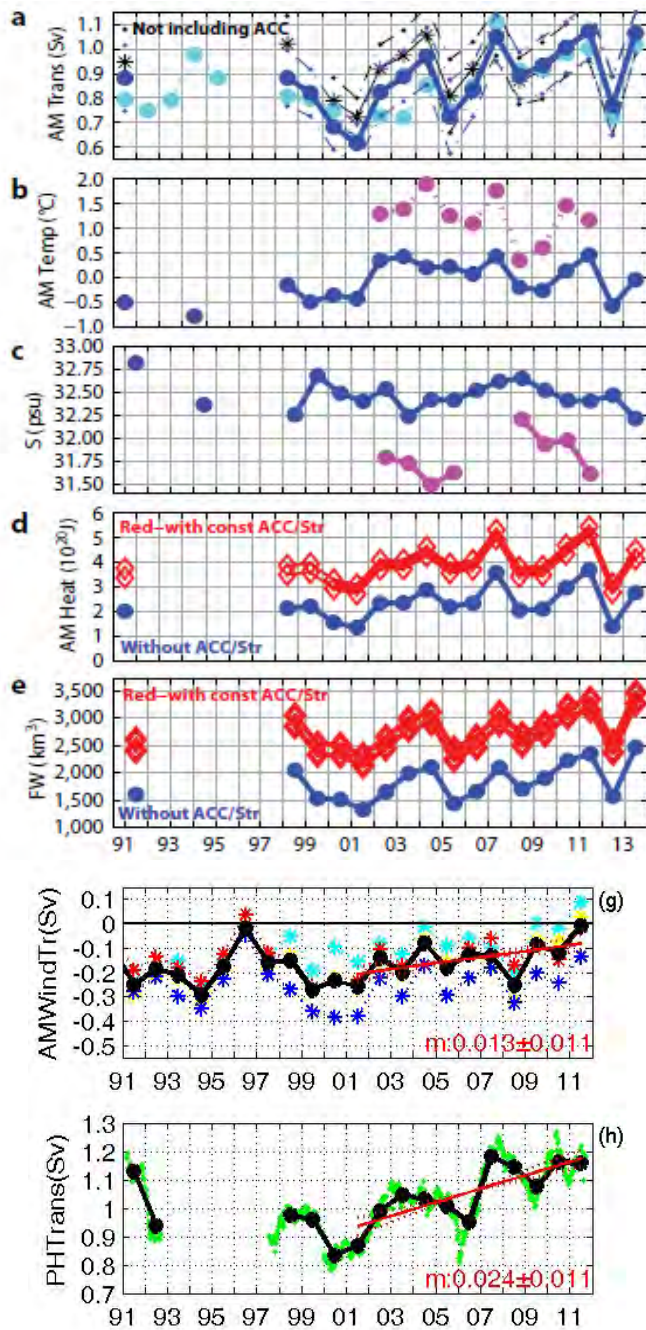 a
Not including ACC
AM Trans (Sv)
1.1
1.0
0.9
0.8
0.7
0.6
b
AM Temp (°C)
2.0
1.5
1.0
0.5
0.0
−0.5
−1.0
c
S (psu)
33.00
32.75
32.50
32.25
32.00
31.75
31.50
d
Red−with const ACC/Str
AM Heat (10²⁰J)
6
5
4
3
2
1
0
Without ACC/Str
e
Red−with const ACC/Str
FW (km³)
3,500
3,000
2,500
2,000
1,500
1,000
Without ACC/Str
91 93 95 97 99 01 03 05 07 09 11 13
(g)
AMWindTr(Sv)
0.1
0
-0.1
-0.2
-0.3
-0.4
-0.5
m:0.013±0.011
91 93 95 97 99 01 03 05 07 09 11
(h)
PHTrans(Sv)
1.3
1.2
1.1
1
0.9
0.8
0.7
m:0.024±0.011
91 93 95 97 99 01 03 05 07 09 11